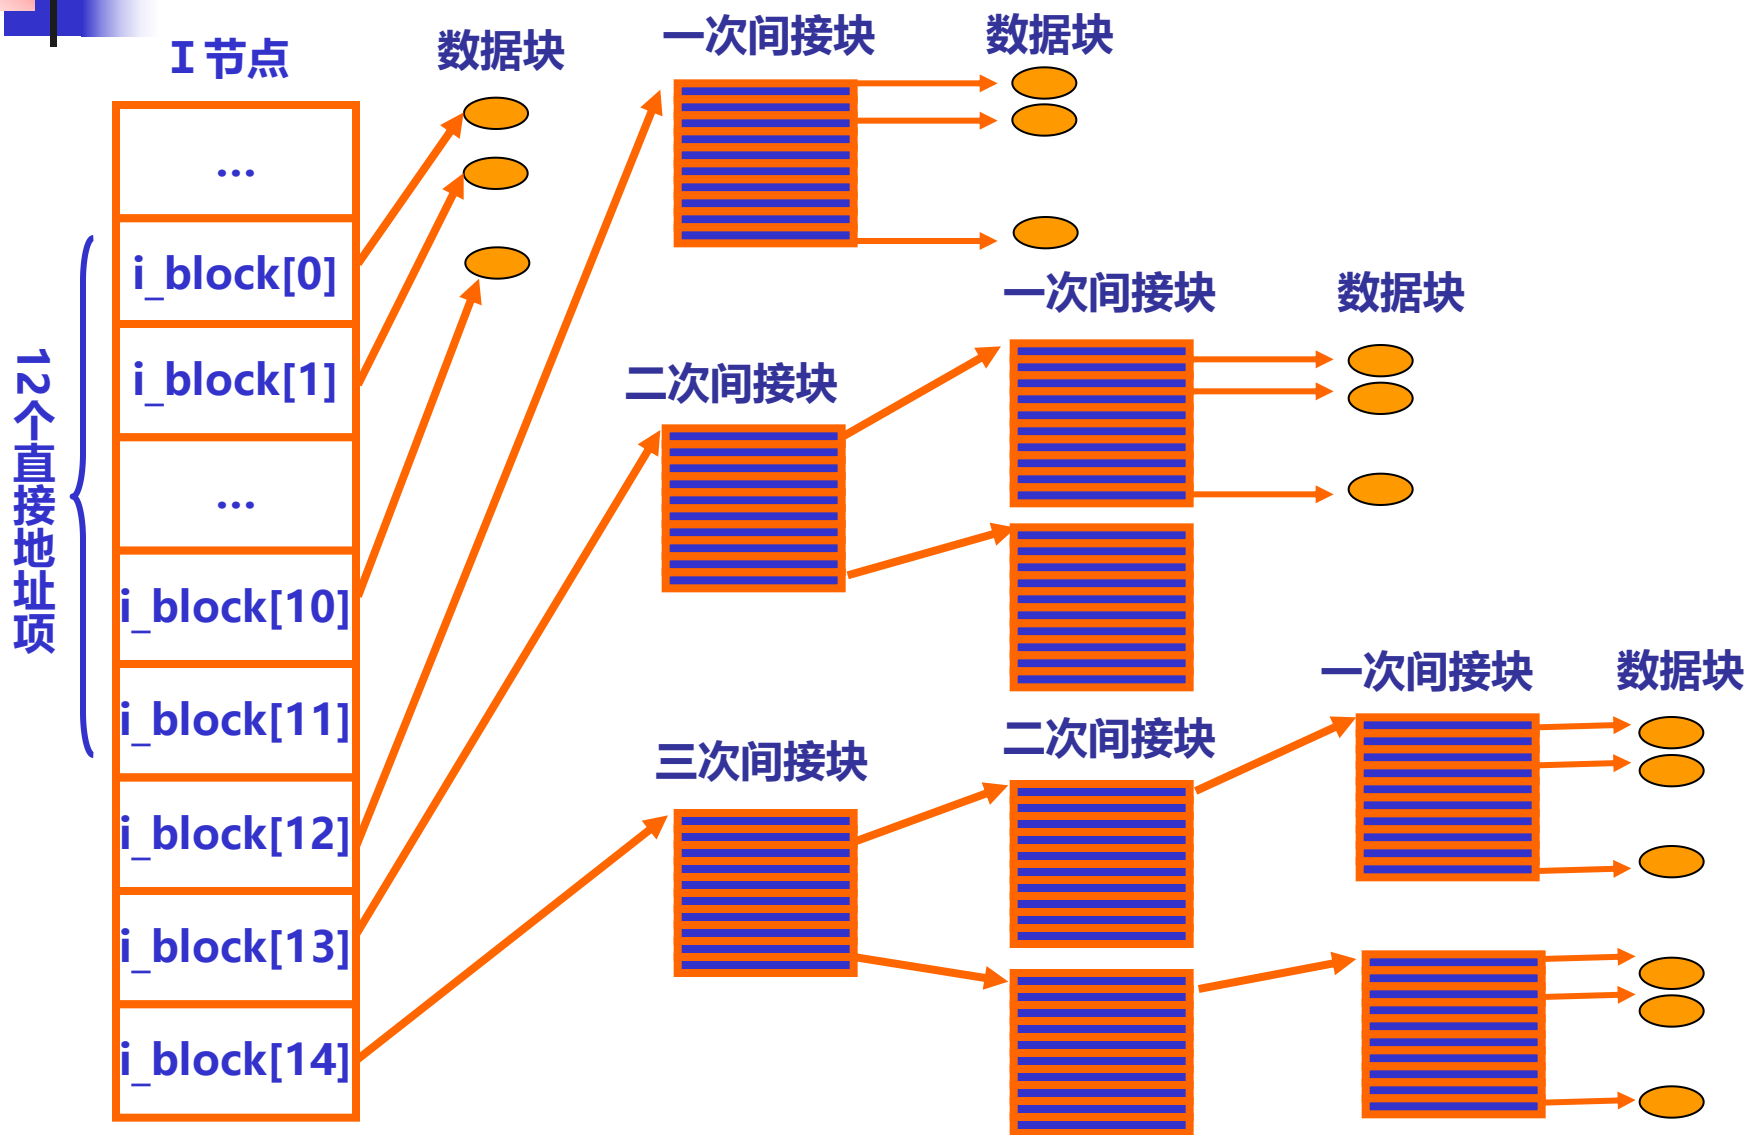 I 节点
数据块
一次间接块
数据块
...
i_block[0]
i_block[1]
...
i_block[10]
i_block[11]
i_block[12]
i_block[13]
i_block[14]
12个直接地址项
二次间接块
一次间接块
数据块
三次间接块
二次间接块
一次间接块
数据块